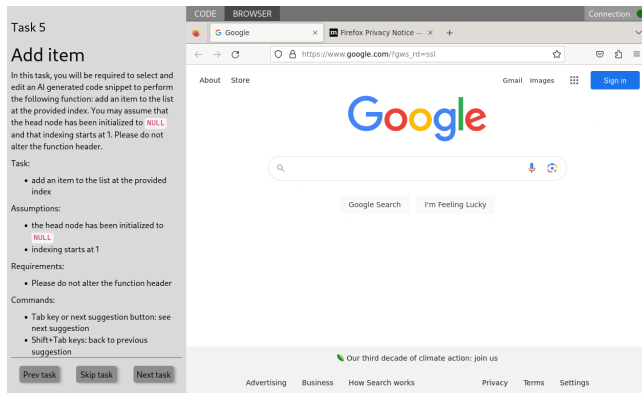 Task 5
Add item
In this task, you will be required to select and
edit an AI generated code snippet to perform
the following function: add an item to the list
at the provided index. You may assume that
the head node has been initialized to NULL
and that indexing starts at 1. Please do not
alter the function header.
Task:
• add an item to the list at the provided
index
Assumptions:
• the head node has been initialized to
NULL
• indexing starts at 1
Requirements:
• Please do not alter the function header
Commands:
• Tab key or next suggestion button: see
next suggestion
• Shift+Tab keys: back to previous
suggestion
Prev task Skip task Next task
CODE BROWSER Connection
G Google × m Firefox Privacy Notice — × +
https://www.google.com/?gws_rd=ssl
About Store Gmail Images Sign in
Google
Google Search I'm Feeling Lucky
Our third decade of climate action: join us
Advertising Business How Search works Privacy Terms Settings